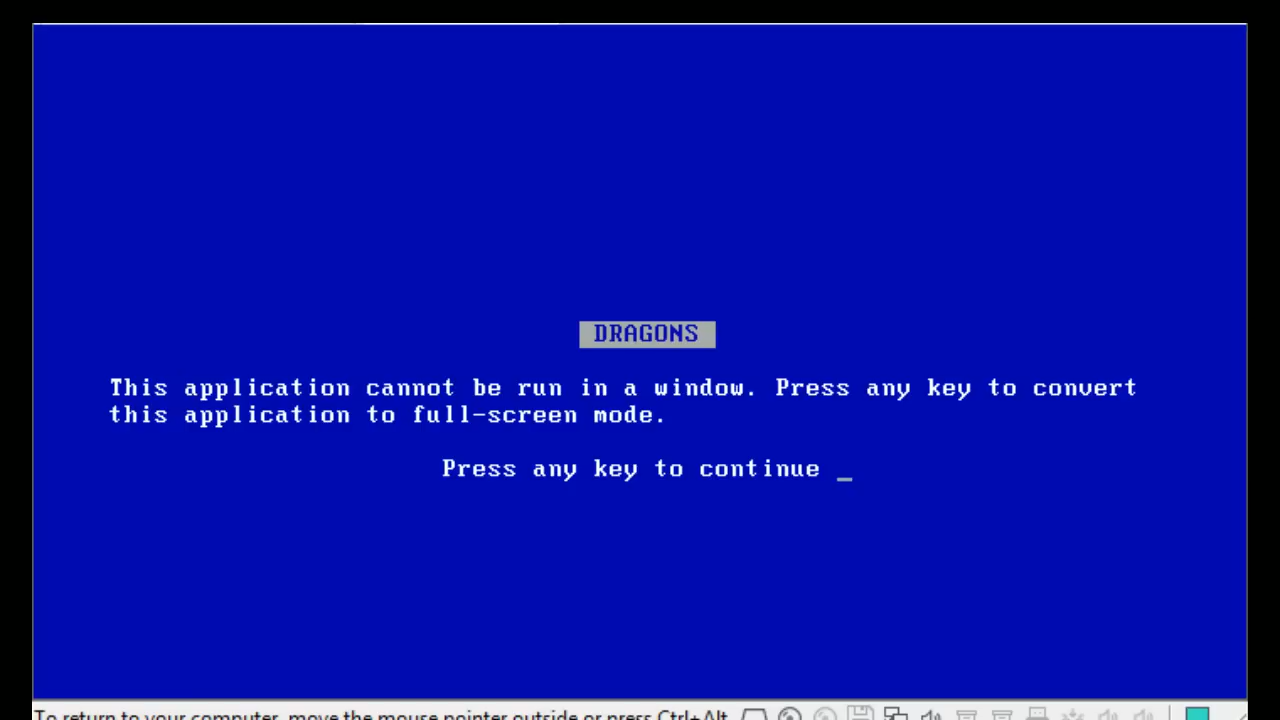 DRAGONS
This application cannot be run in a window. Press any key to convert
this application to full-screen mode.
Press any key to continue _
To return to your computer, move the mouse pointer outside or press Ctrl+Alt.